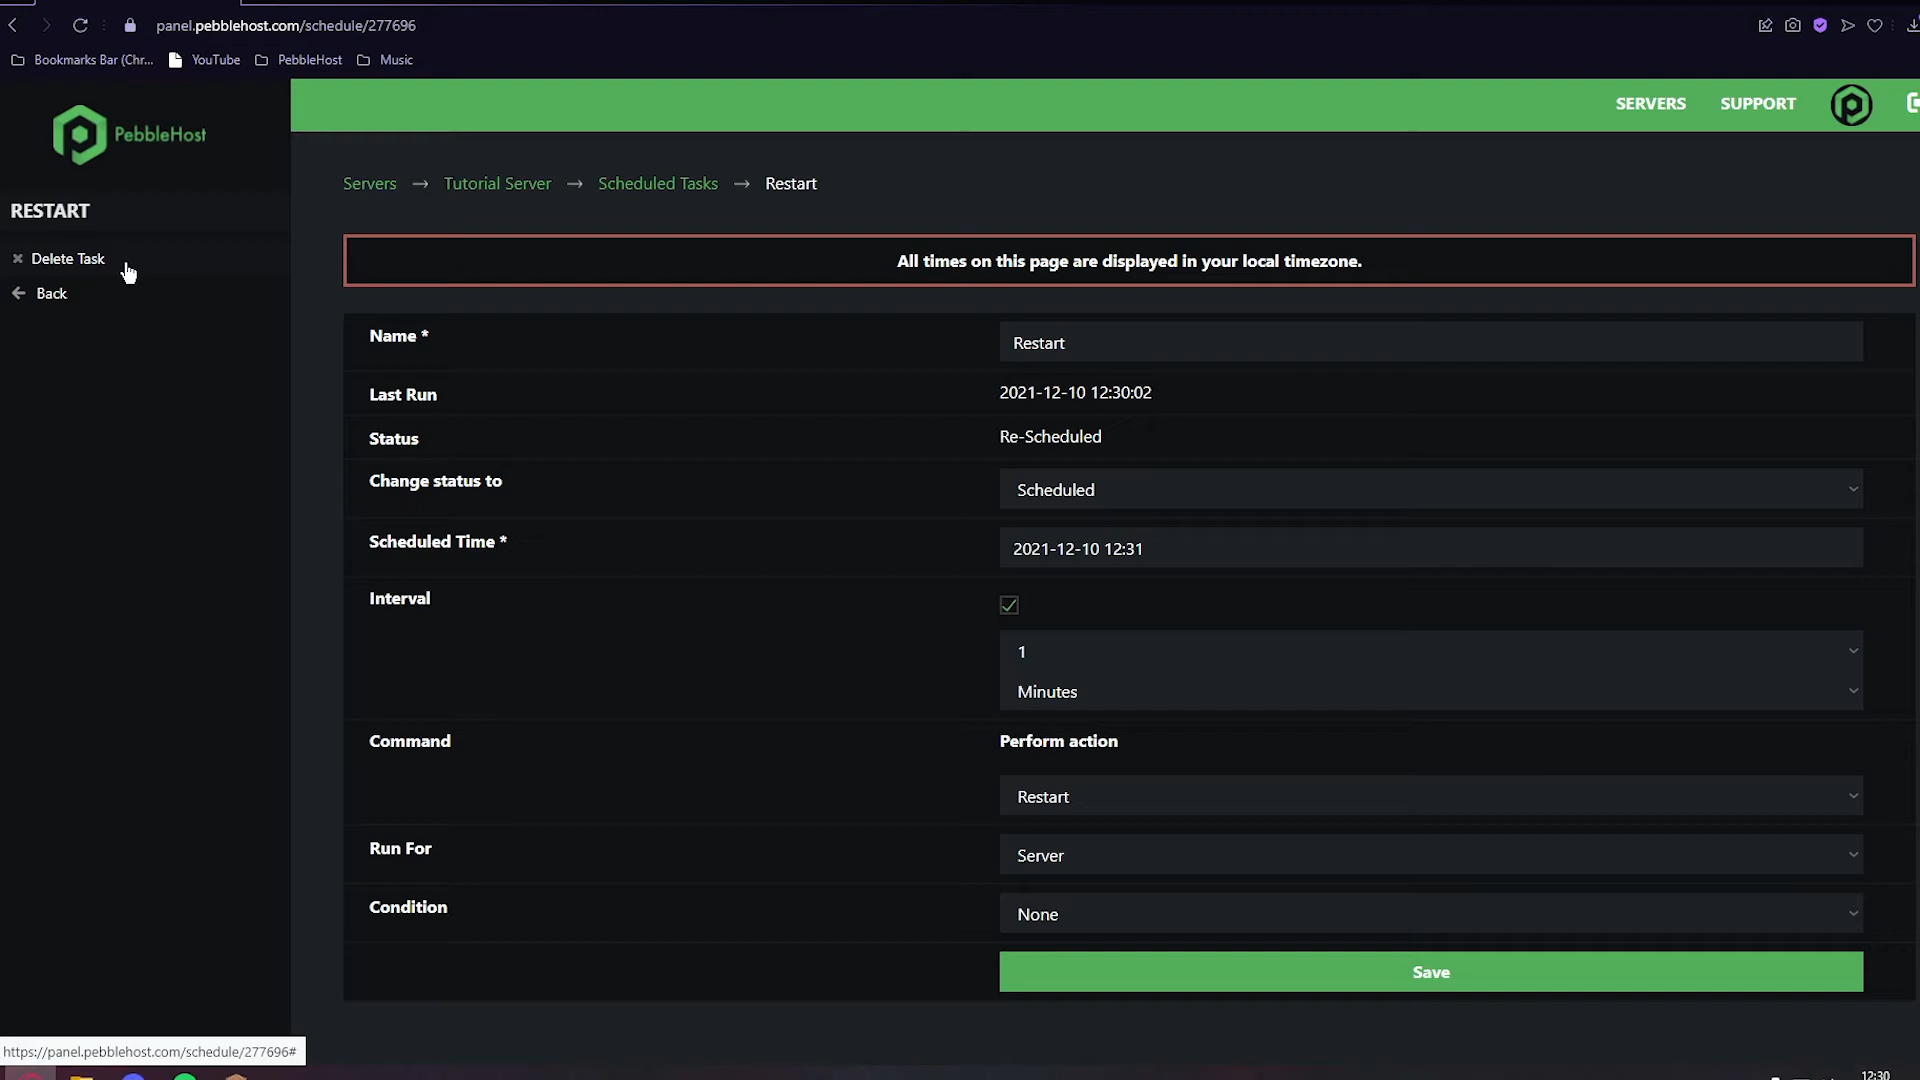 panel.pebblehost.com/schedule/277696
Bookmarks Bar (Chr... YouTube PebbleHost Music
PebbleHost
SERVERS SUPPORT
Servers → Tutorial Server → Scheduled Tasks → Restart
RESTART
Delete Task
Back
All times on this page are displayed in your local timezone.
Name * Restart
Last Run 2021-12-10 12:30:02
Status Re-Scheduled
Change status to Scheduled
Scheduled Time * 2021-12-10 12:31
Interval
1
Minutes
Command Perform action
Restart
Run For Server
Condition None
Save
https://panel.pebblehost.com/schedule/277696#
12:30